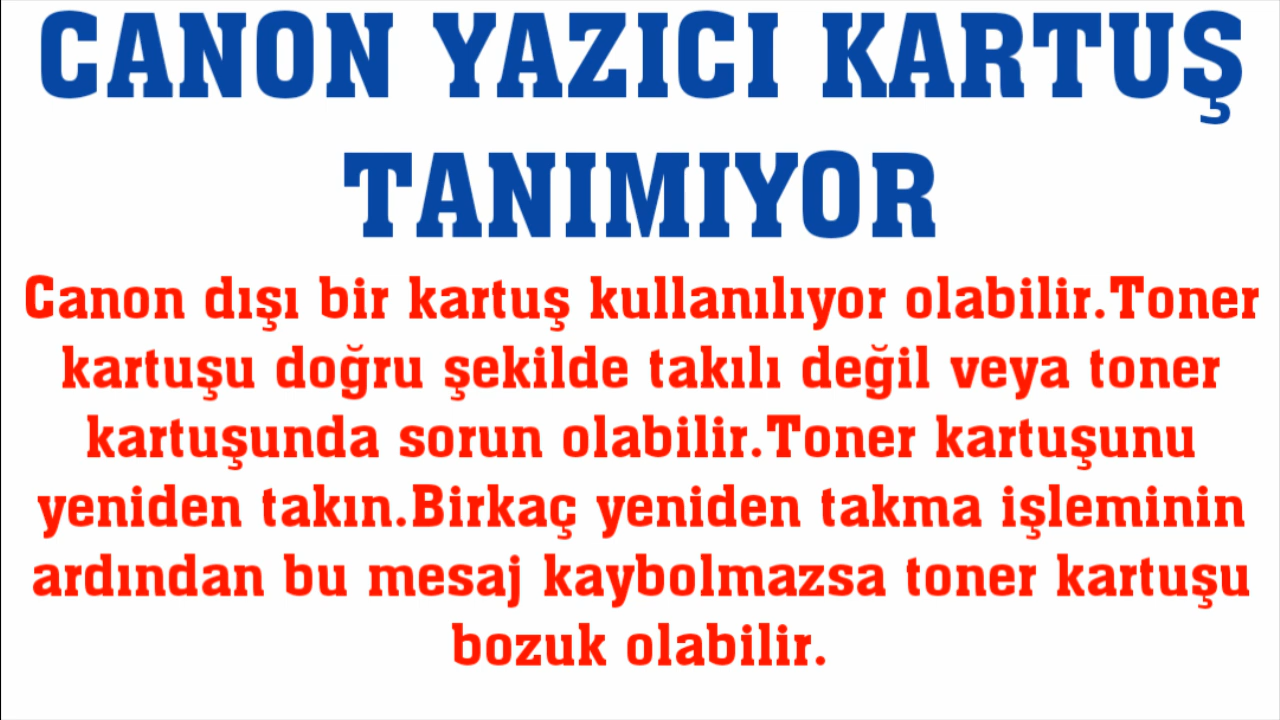 CANON YAZICI KARTUŞ
TANIMIYOR
Canon dışı bir kartuş kullanılıyor olabilir.Toner
kartuşu doğru şekilde takılı değil veya toner
kartuşunda sorun olabilir.Toner kartuşunu
yeniden takın.Birkaç yeniden takma işleminin
ardından bu mesaj kaybolmazsa toner kartuşu
bozuk olabilir.